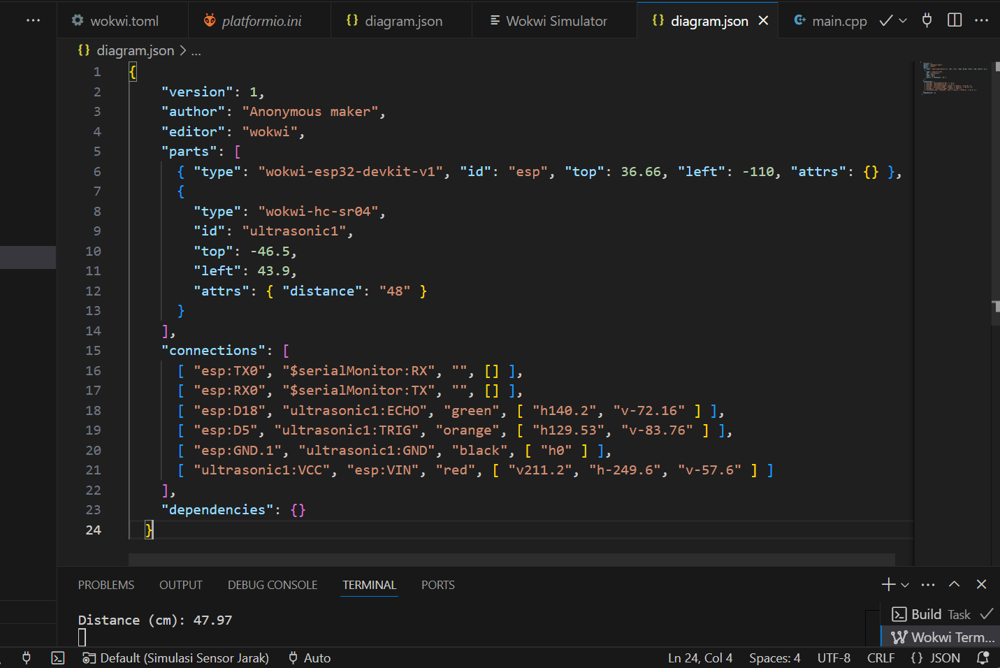 wokwi.toml platformio.ini {} diagram.json Wokwi Simulator {} diagram.json main.cpp
{} diagram.json > ...
1 {
2 "version": 1,
3 "author": "Anonymous maker",
4 "editor": "wokwi",
5 "parts": [
6 { "type": "wokwi-esp32-devkit-v1", "id": "esp", "top": 36.66, "left": -110, "attrs": {} },
7 {
8 "type": "wokwi-hc-sr04",
9 "id": "ultrasonic1",
10 "top": -46.5,
11 "left": 43.9,
12 "attrs": { "distance": "48" }
13 }
14 ],
15 "connections": [
16 [ "esp:TX0", "$serialMonitor:RX", "", [] ],
17 [ "esp:RX0", "$serialMonitor:TX", "", [] ],
18 [ "esp:D18", "ultrasonic1:ECHO", "green", [ "h140.2", "v-72.16" ] ],
19 [ "esp:D5", "ultrasonic1:TRIG", "orange", [ "h129.53", "v-83.76" ] ],
20 [ "esp:GND.1", "ultrasonic1:GND", "black", [ "h0" ] ],
21 [ "ultrasonic1:VCC", "esp:VIN", "red", [ "v211.2", "h-249.6", "v-57.6" ] ]
22 ],
23 "dependencies": {}
24 }
PROBLEMS OUTPUT DEBUG CONSOLE TERMINAL PORTS
Distance (cm): 47.97
Build Task
Wokwi Term...
Default (Simulasi Sensor Jarak) Auto Ln 24, Col 4 Spaces: 4 UTF-8 CRLF {} JSON